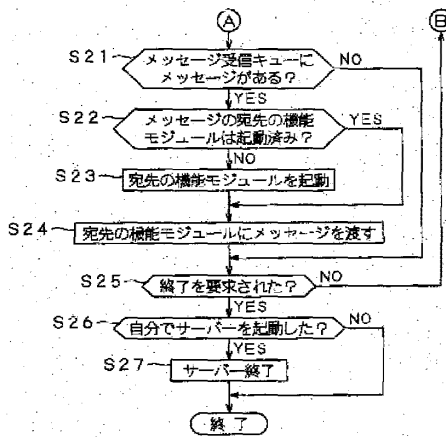 A
B
S21
メッセージ受信キューに
メッセージがある?
NO
YES
S22
メッセージの宛先の機能
モジュールは起動済み?
YES
NO
S23
宛先の機能モジュールを起動
S24
宛先の機能モジュールにメッセージを渡す
S25
終了を要求された?
NO
YES
S26
自分でサーバーを起動した?
NO
YES
S27
サーバー終了
終了